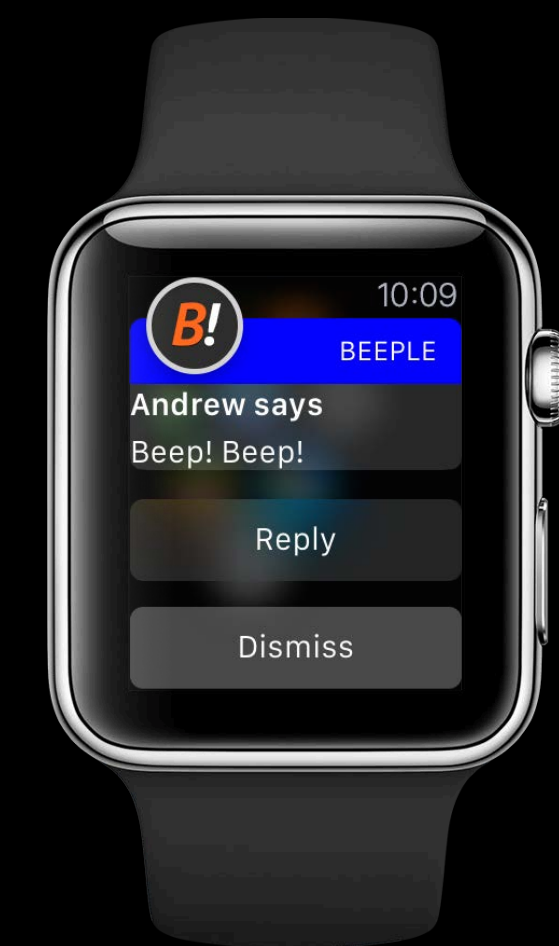 10:09
B!
BEEPLE
Andrew says
Beep! Beep!
Reply
Dismiss